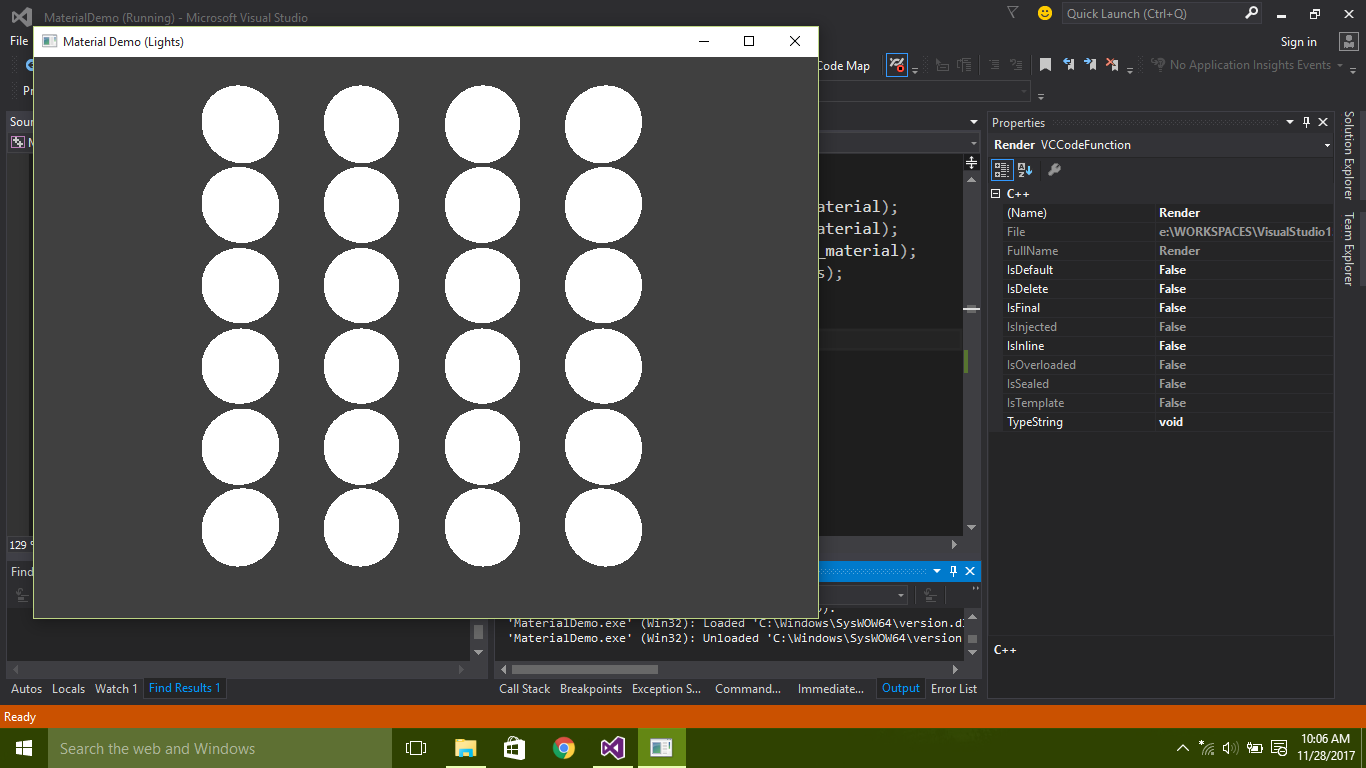 MaterialDemo (Running) - Microsoft Visual Studio
Quick Launch (Ctrl+Q)
File
Material Demo (Lights)
Sign in
Code Map
No Application Insights Events
Properties
Render VCCodeFunction
C++
(Name) Render
File e:\WORKSPACES\VisualStudio1
FullName Render
IsDefault False
IsDelete False
IsFinal False
IsInjected False
IsInline False
IsOverloaded False
IsSealed False
IsTemplate False
TypeString void
C++
Solution Explorer
Team Explorer
aterial);
aterial);
_material);
s);
129 %
Find
'MaterialDemo.exe' (Win32): Loaded 'C:\Windows\SysWOW64\version.d
'MaterialDemo.exe' (Win32): Unloaded 'C:\Windows\SysWOW64\version
Autos Locals Watch 1 Find Results 1
Call Stack Breakpoints Exception S... Command... Immediate... Output Error List
Ready
Search the web and Windows
10:06 AM
11/28/2017